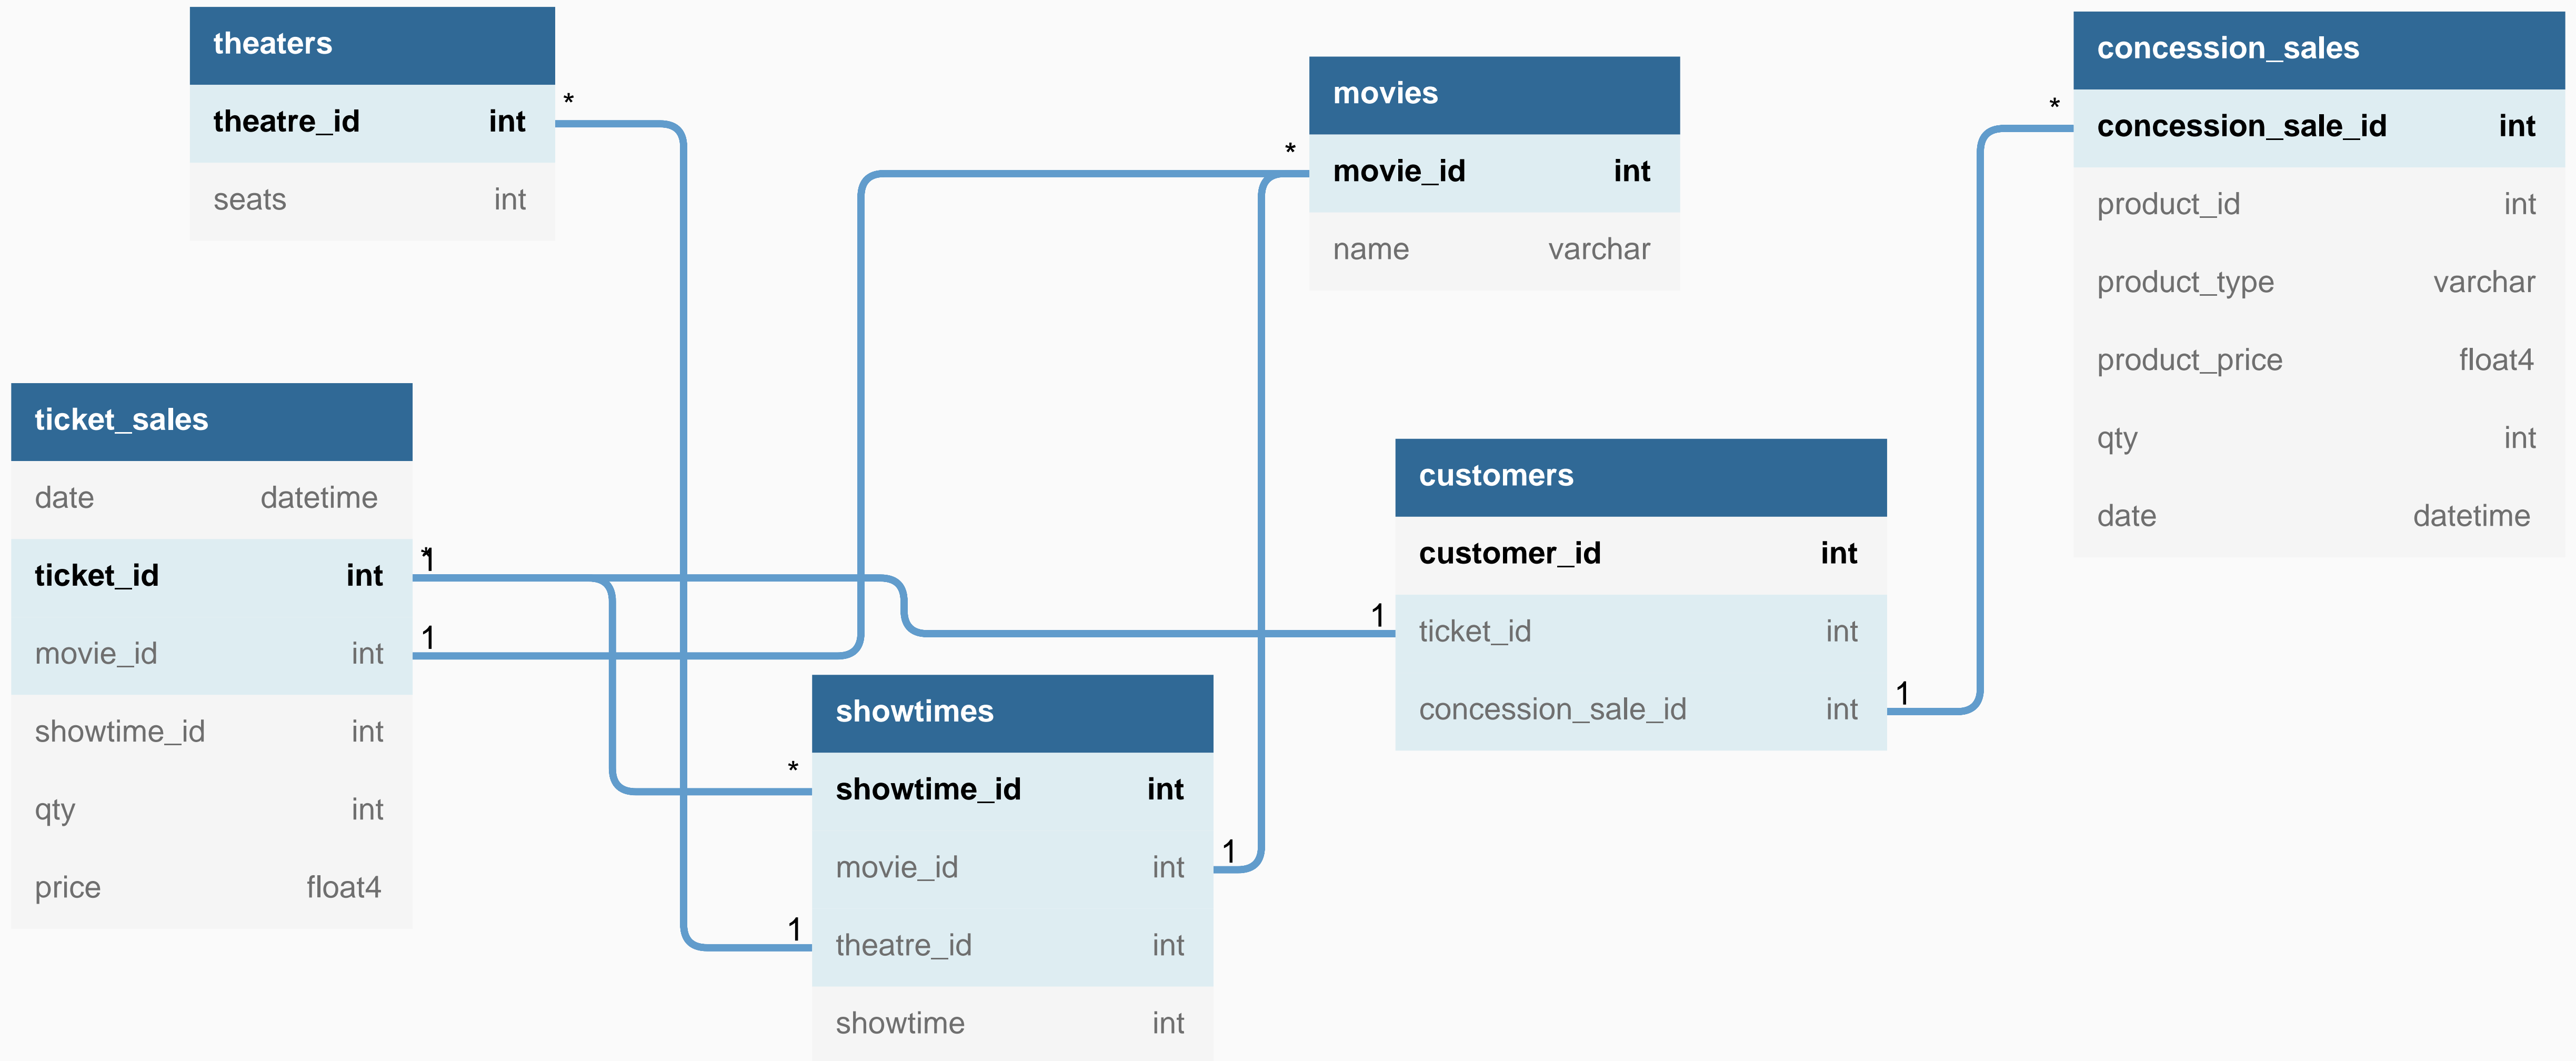 theaters
theatre_id int
seats int
movies
movie_id int
name varchar
concession_sales
concession_sale_id int
product_id int
product_type varchar
product_price float4
qty int
date datetime
ticket_sales
date datetime
ticket_id int
movie_id int
showtime_id int
qty int
price float4
customers
customer_id int
ticket_id int
concession_sale_id int
showtimes
showtime_id int
movie_id int
theatre_id int
showtime int
*
*
*
*
1
1
1
1
*
1
1